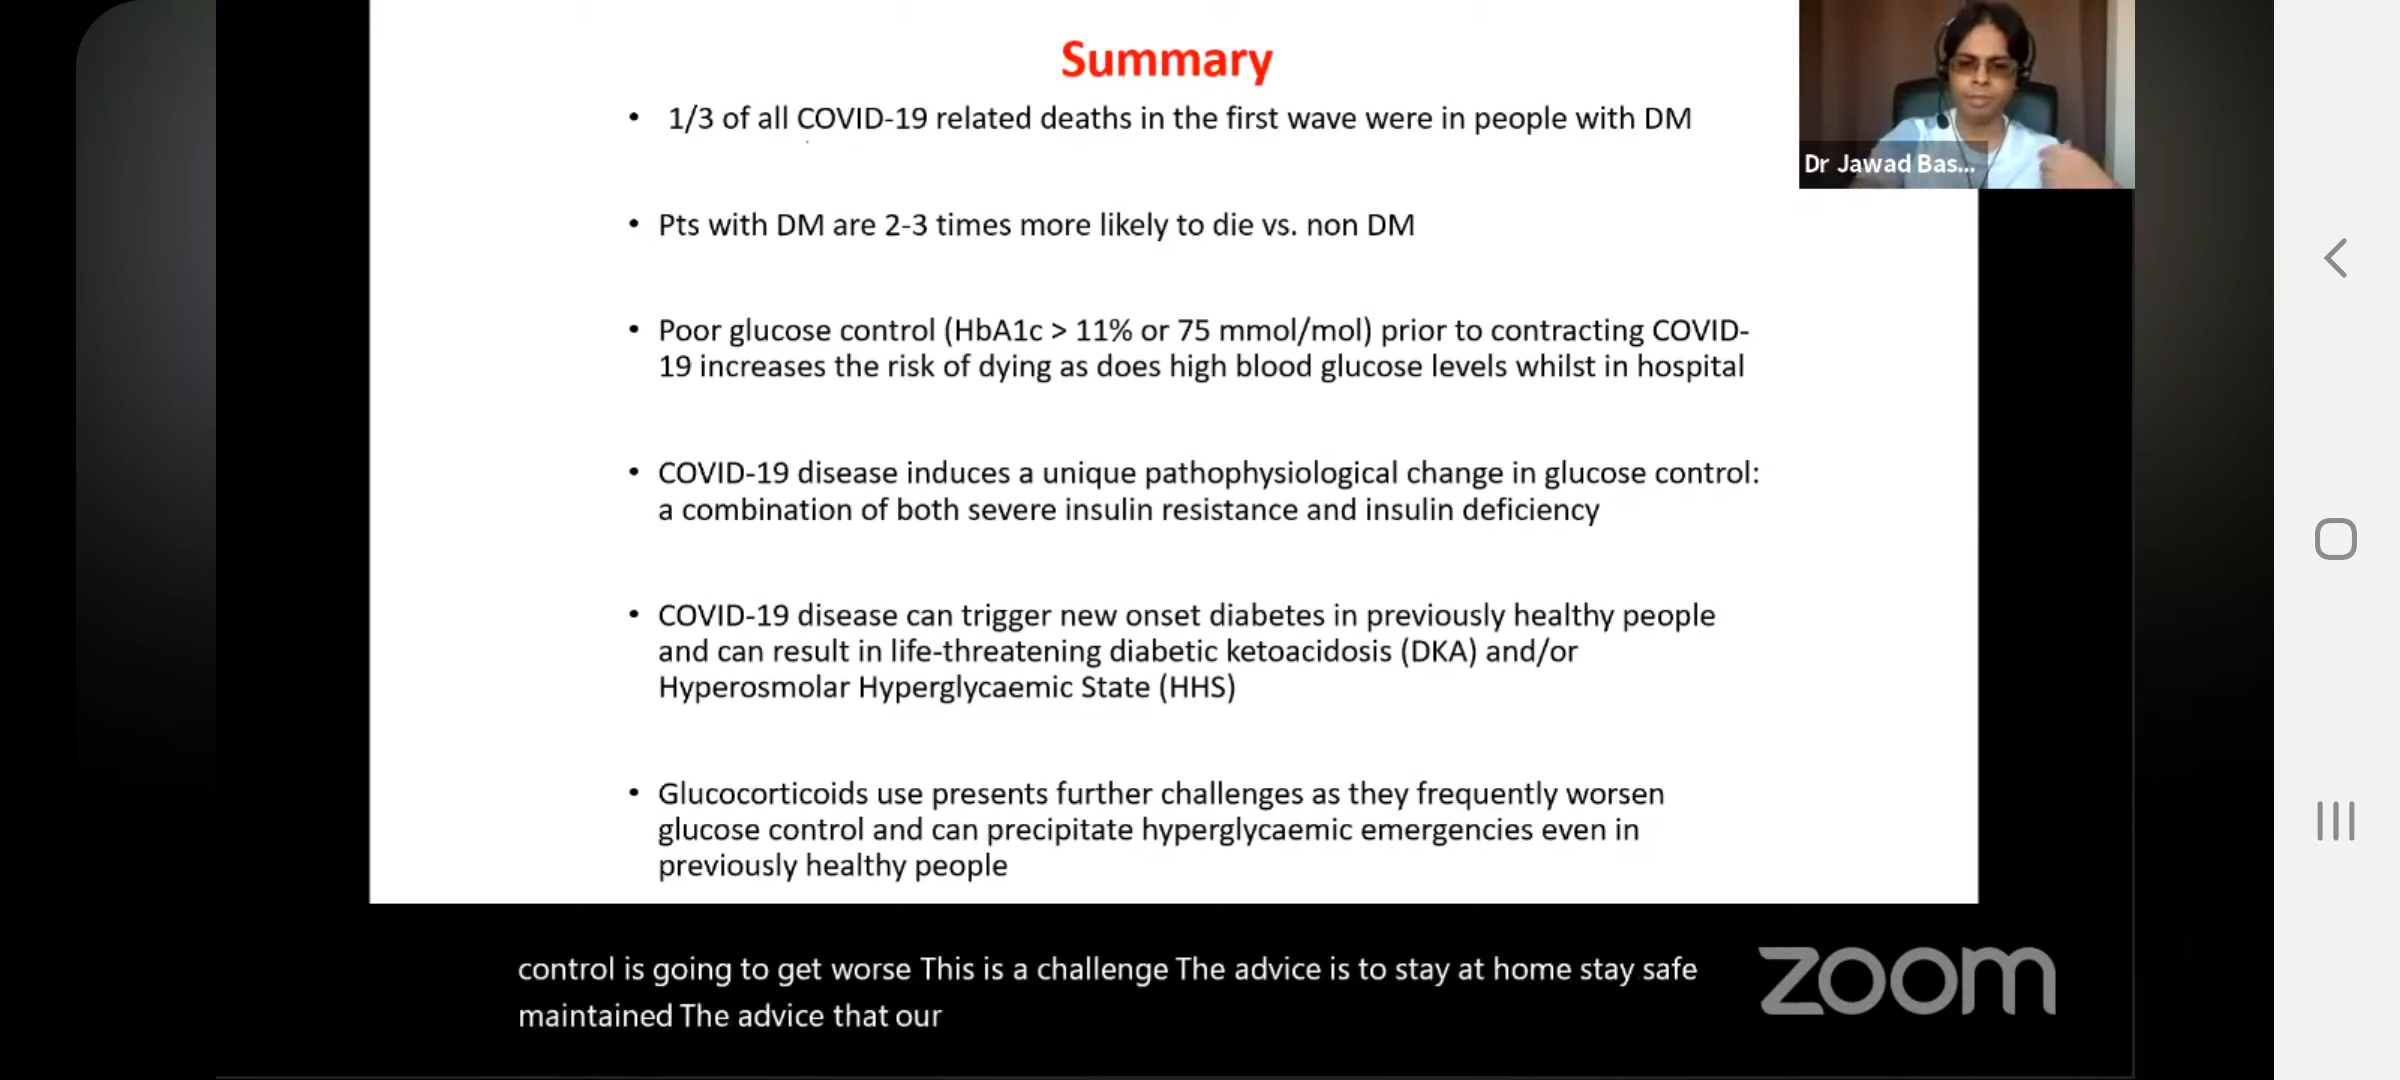 Summary
• 1/3 of all COVID-19 related deaths in the first wave were in people with DM
• Pts with DM are 2-3 times more likely to die vs. non DM
• Poor glucose control (HbA1c > 11% or 75 mmol/mol) prior to contracting COVID-
19 increases the risk of dying as does high blood glucose levels whilst in hospital
• COVID-19 disease induces a unique pathophysiological change in glucose control:
a combination of both severe insulin resistance and insulin deficiency
• COVID-19 disease can trigger new onset diabetes in previously healthy people
and can result in life-threatening diabetic ketoacidosis (DKA) and/or
Hyperosmolar Hyperglycaemic State (HHS)
• Glucocorticoids use presents further challenges as they frequently worsen
glucose control and can precipitate hyperglycaemic emergencies even in
previously healthy people
Dr Jawad Bas...
control is going to get worse This is a challenge The advice is to stay at home stay safe
maintained The advice that our
zoom